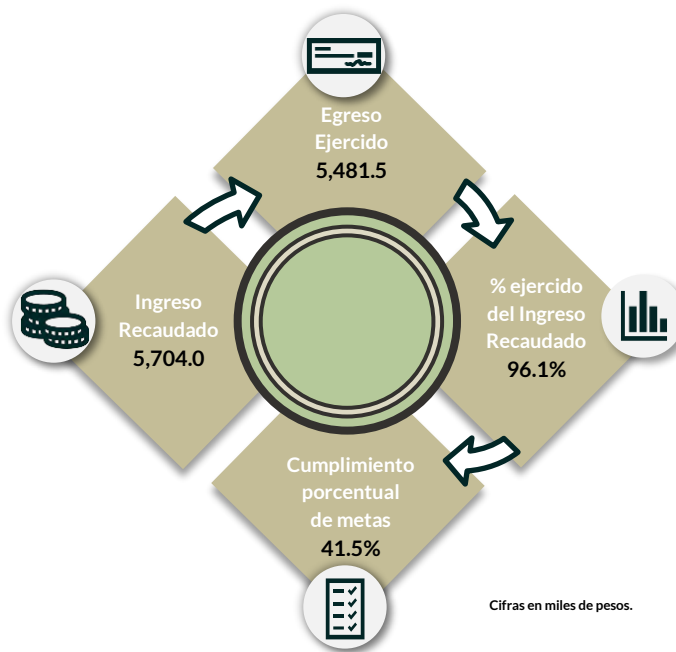 Egreso
Ejercido
5,481.5
Ingreso
Recaudado
5,704.0
% ejercido
del Ingreso
Recaudado
96.1%
Cumplimiento
porcentual
de metas
41.5%
Cifras en miles de pesos.